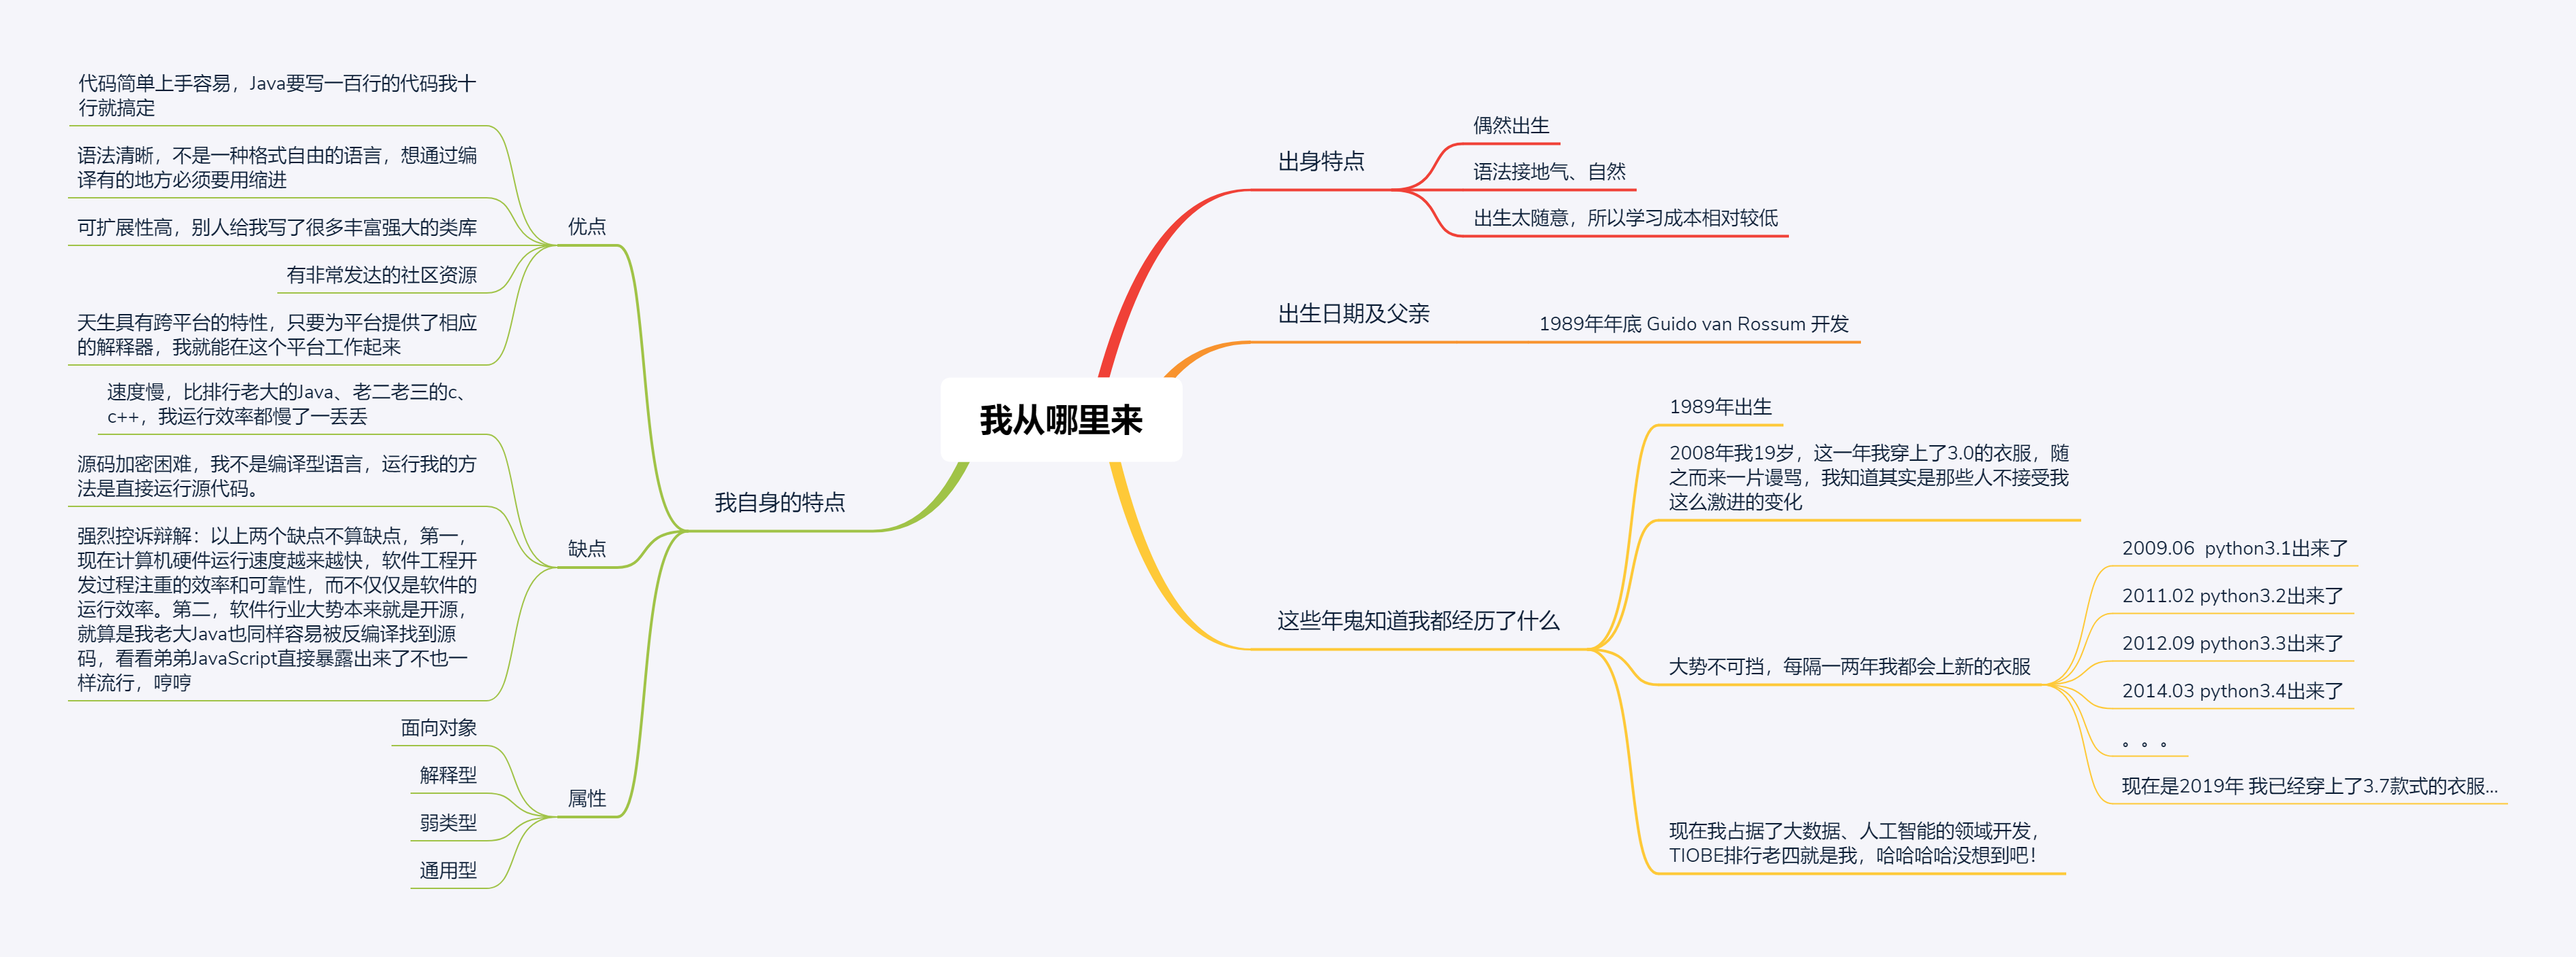 我从哪里来
出身特点
偶然出生
语法接地气、自然
出生太随意，所以学习成本相对较低
出生日期及父亲
1989年年底 Guido van Rossum 开发
这些年鬼知道我都经历了什么
1989年出生
2008年我19岁，这一年我穿上了3.0的衣服，随
之而来一片谩骂，我知道其实是那些人不接受我
这么激进的变化
大势不可挡，每隔一两年我都会上新的衣服
2009.06  python3.1出来了
2011.02 python3.2出来了
2012.09 python3.3出来了
2014.03 python3.4出来了
。。。
现在是2019年 我已经穿上了3.7款式的衣服...
现在我占据了大数据、人工智能的领域开发，
TIOBE排行老四就是我，哈哈哈哈没想到吧！
我自身的特点
优点
代码简单上手容易，Java要写一百行的代码我十
行就搞定
语法清晰，不是一种格式自由的语言，想通过编
译有的地方必须要用缩进
可扩展性高，别人给我写了很多丰富强大的类库
有非常发达的社区资源
天生具有跨平台的特性，只要为平台提供了相应
的解释器，我就能在这个平台工作起来
缺点
速度慢，比排行老大的Java、老二老三的c、
c++，我运行效率都慢了一丢丢
源码加密困难，我不是编译型语言，运行我的方
法是直接运行源代码。
强烈控诉辩解：以上两个缺点不算缺点，第一，
现在计算机硬件运行速度越来越快，软件工程开
发过程注重的效率和可靠性，而不仅仅是软件的
运行效率。第二，软件行业大势本来就是开源，
就算是我老大Java也同样容易被反编译找到源
码，看看弟弟JavaScript直接暴露出来了不也一
样流行，哼哼
属性
面向对象
解释型
弱类型
通用型